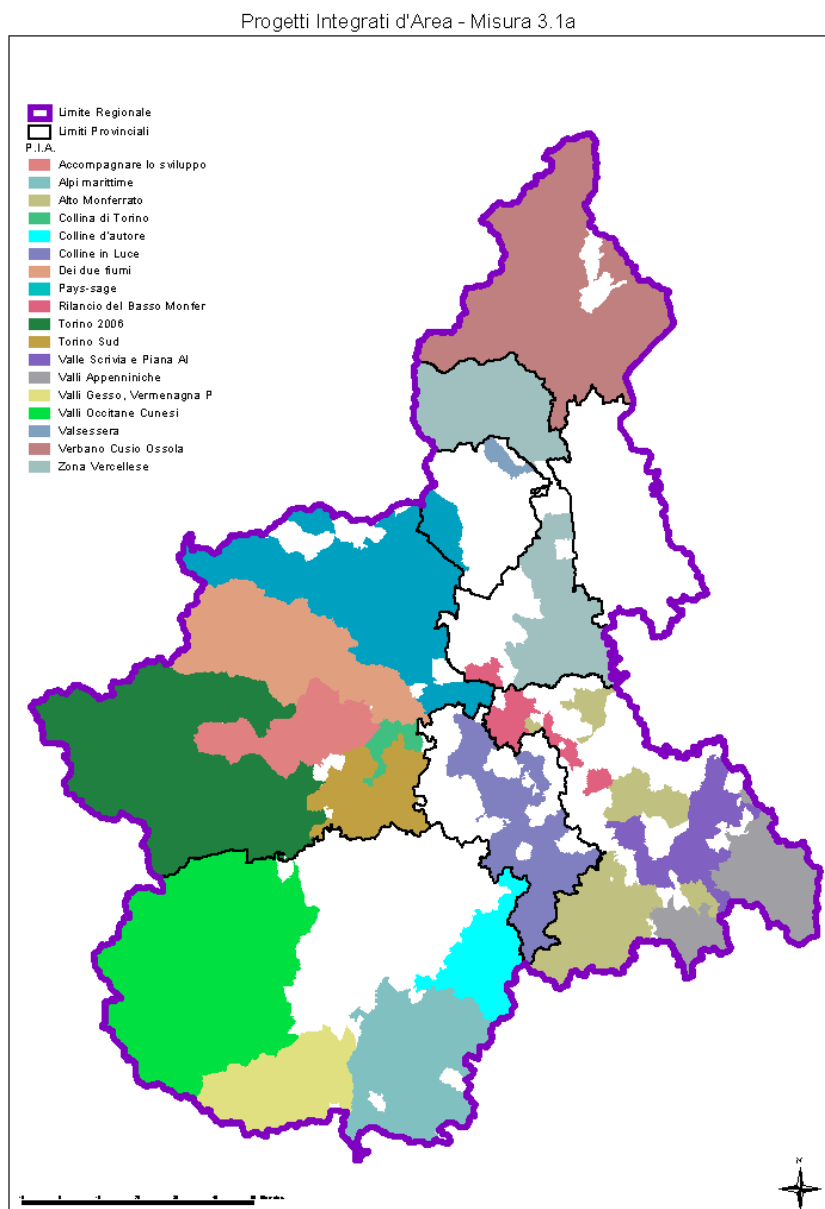 Progetti Integrati d'Area - Misura 3.1a
Limite Regionale
Limiti Provinciali
P.I.A.
Accompagnare lo sviluppo
Alpi marittime
Alto Monferrato
Collina di Torino
Colline d'autore
Colline in Luce
Dei due fiumi
Pays-sage
Rilancio del Basso Monfer
Torino 2006
Torino Sud
Valle Scrivia e Piana Al
Valli Appenniniche
Valli Gesso, Vermenagna P
Valli Occitane Cunesi
Valsessera
Verbano Cusio Ossola
Zona Vercellese
N